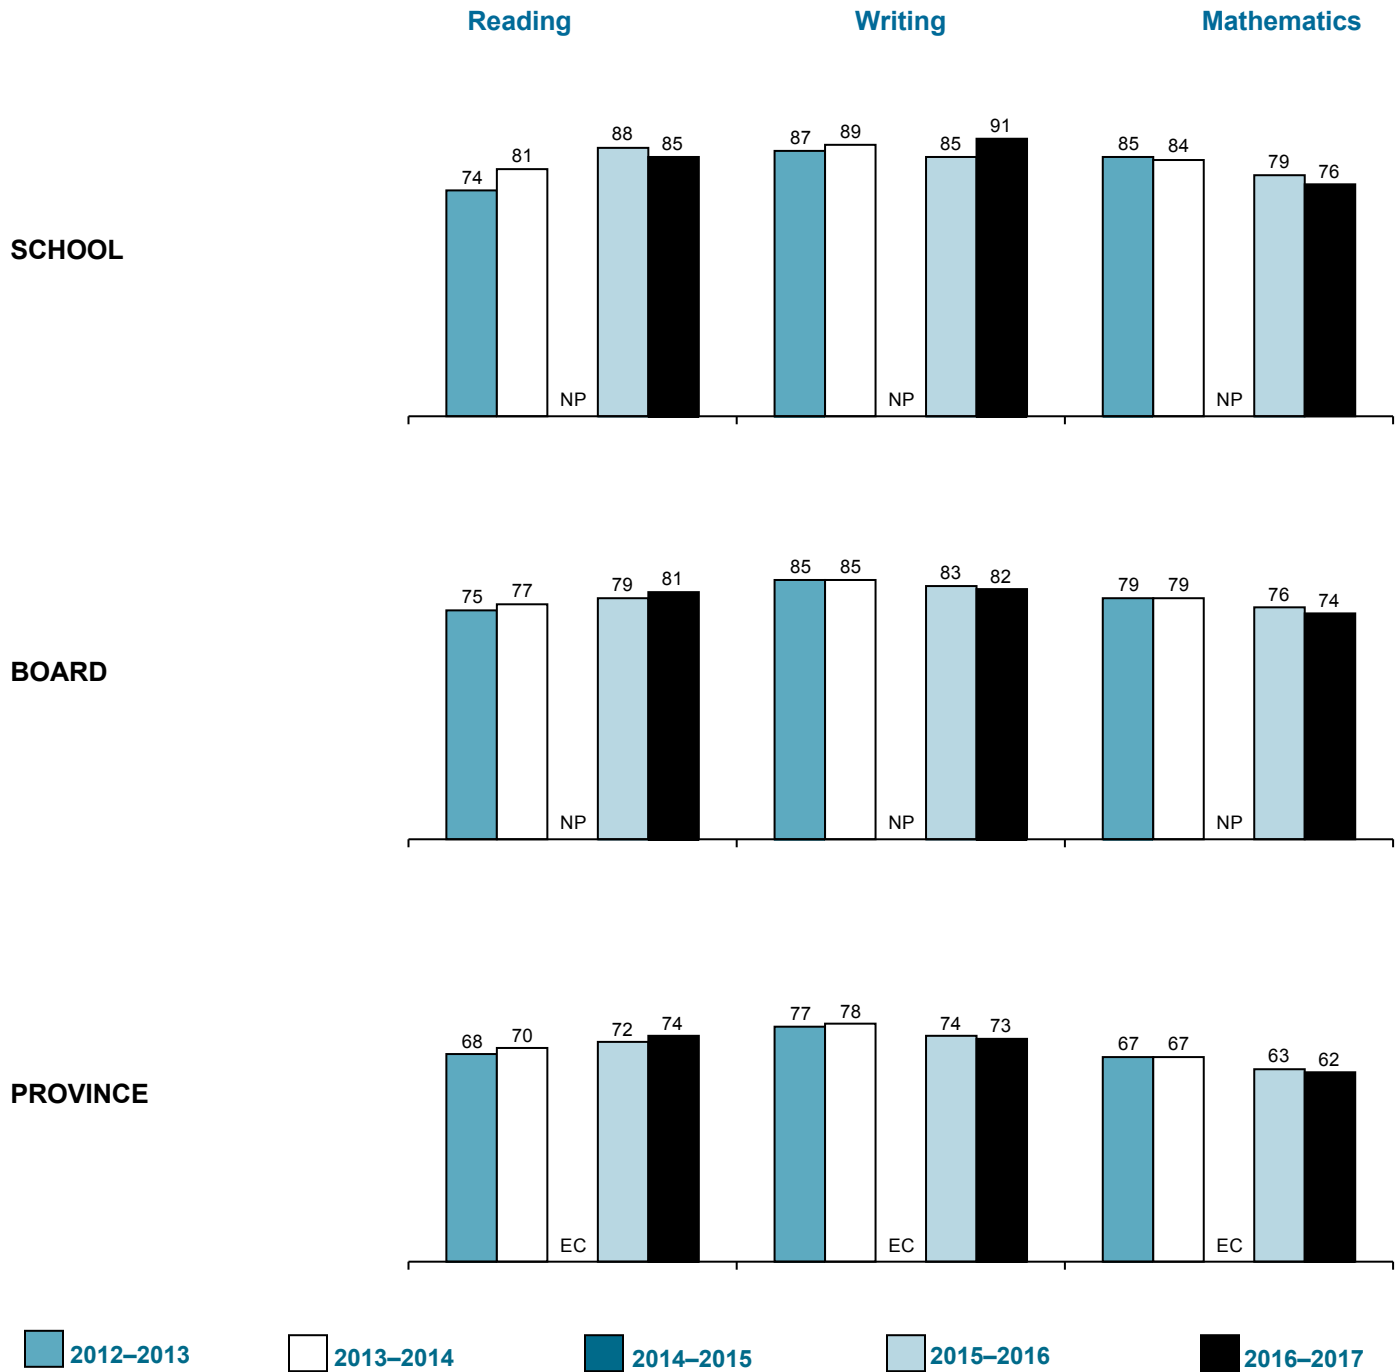 Reading Writing Mathematics
SCHOOL
74 81 NP 88 85 87 89 NP 85 91 85 84 NP 79 76
BOARD
75 77 NP 79 81 85 85 NP 83 82 79 79 NP 76 74
PROVINCE
68 70 EC 72 74 77 78 EC 74 73 67 67 EC 63 62
2012–2013 2013–2014 2014–2015 2015–2016 2016–2017